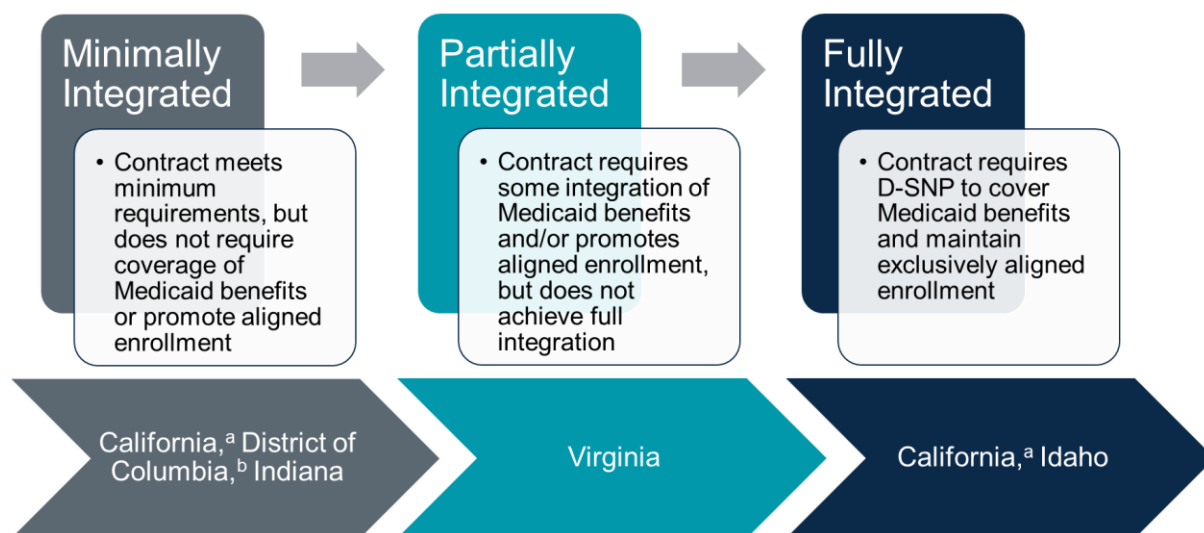 Minimally
Integrated
• Contract meets
minimum
requirements, but
does not require
coverage of
Medicaid benefits
or promote aligned
enrollment
Partially
Integrated
• Contract requires
some integration of
Medicaid benefits
and/or promotes
aligned enrollment,
but does not
achieve full
integration
Fully
Integrated
• Contract requires
D-SNP to cover
Medicaid benefits
and maintain
exclusively aligned
enrollment
California,ᵃ District of
Columbia,ᵇ Indiana
Virginia
California,ᵃ Idaho